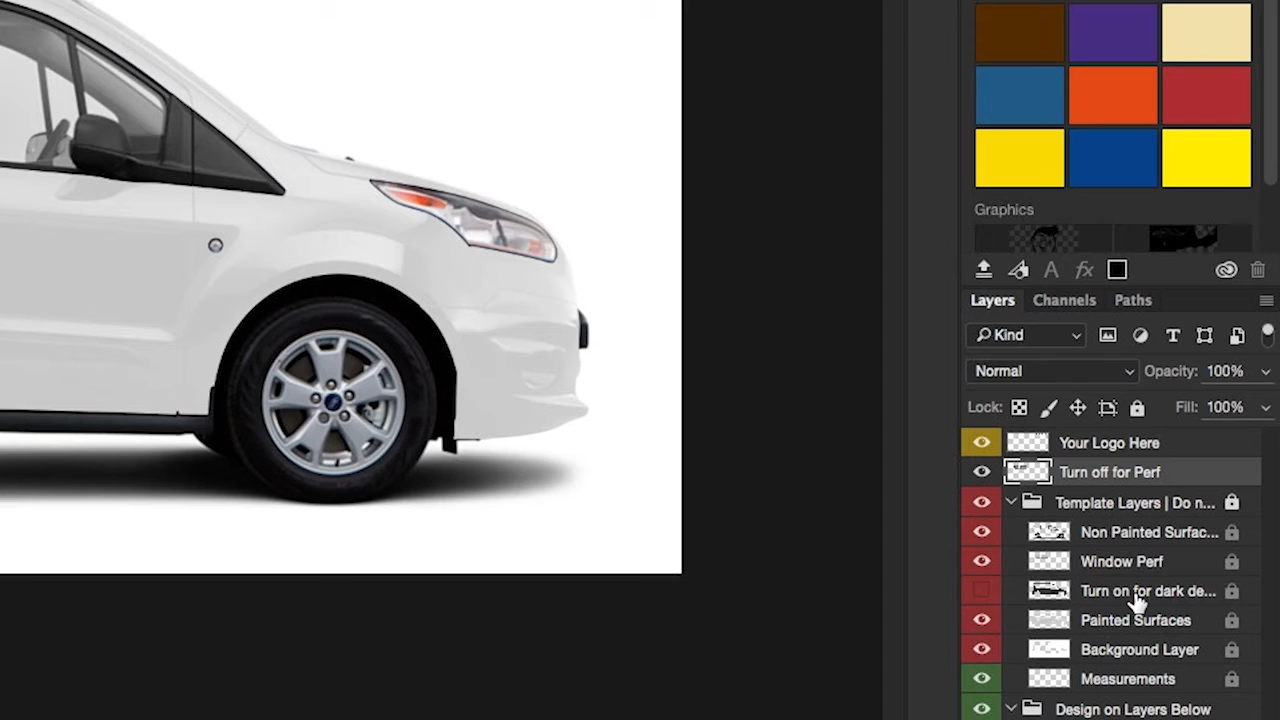 Graphics
Layers Channels Paths
Kind
Normal Opacity: 100%
Lock: Fill: 100%
Your Logo Here
Turn off for Perf
Template Layers | Do n...
Non Painted Surfac...
Window Perf
Turn on for dark de...
Painted Surfaces
Background Layer
Measurements
Design on Layers Below